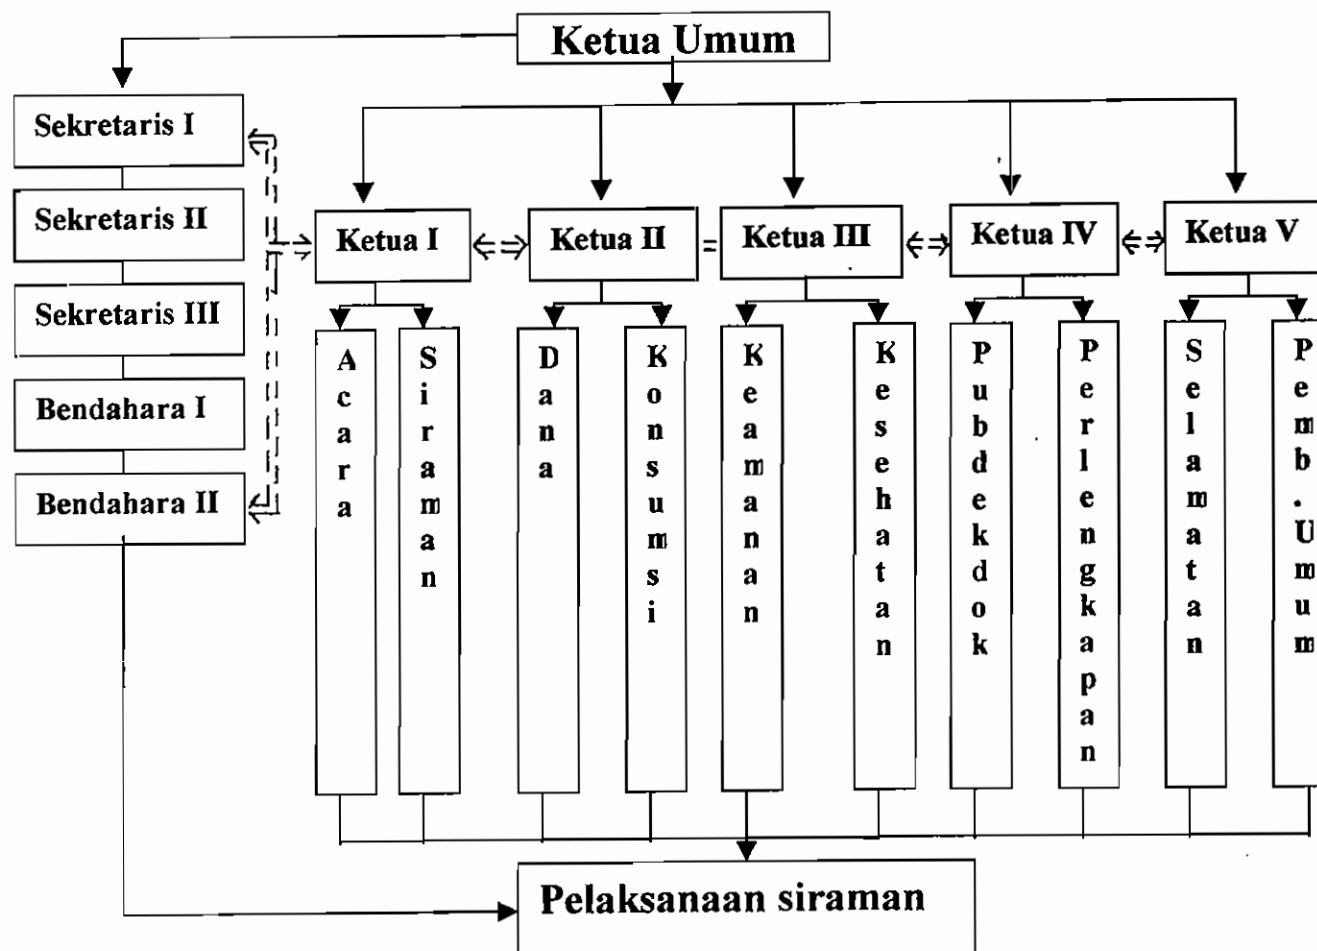 Ketua Umum
Sekretaris I
Sekretaris II
Sekretaris III
Bendahara I
Bendahara II
Ketua I
Ketua II
=
Ketua III
Ketua IV
Ketua V
Acara
Siraman
Dana
Konsumsi
Keamanan
Kesehatan
Pubdekdok
Perlengkapan
Selamatan
Pemb. Umum
Pelaksanaan siraman